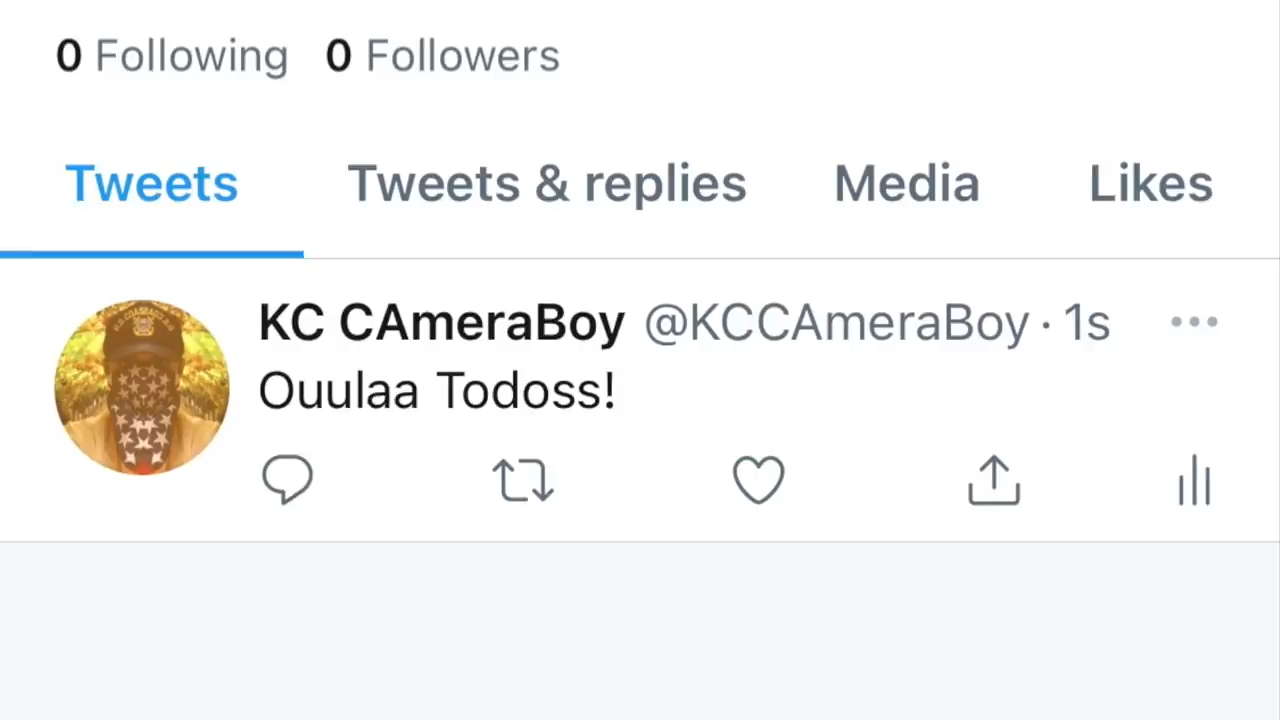 0 Following 0 Followers
Tweets Tweets & replies Media Likes
KC CAmeraBoy @KCCAmeraBoy · 1s
Ouulaa Todoss!